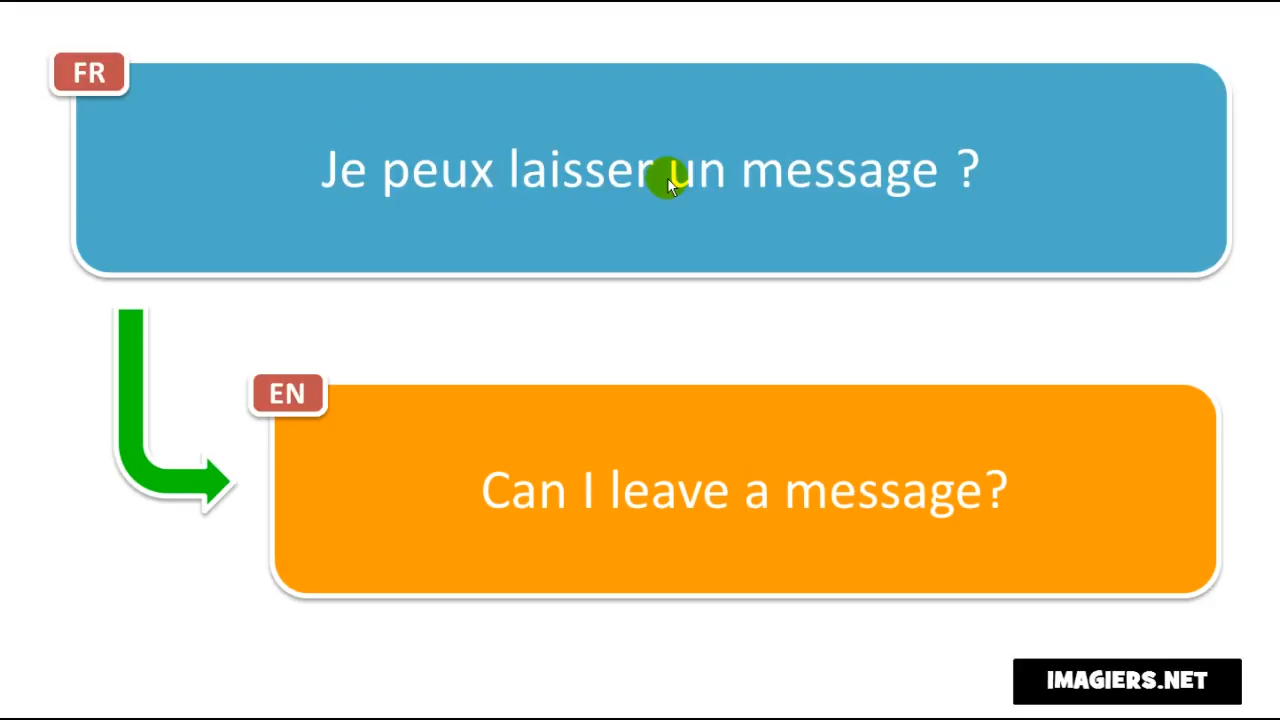 FR
Je peux laisser un message ?
EN
Can I leave a message?
IMAGIERS.NET